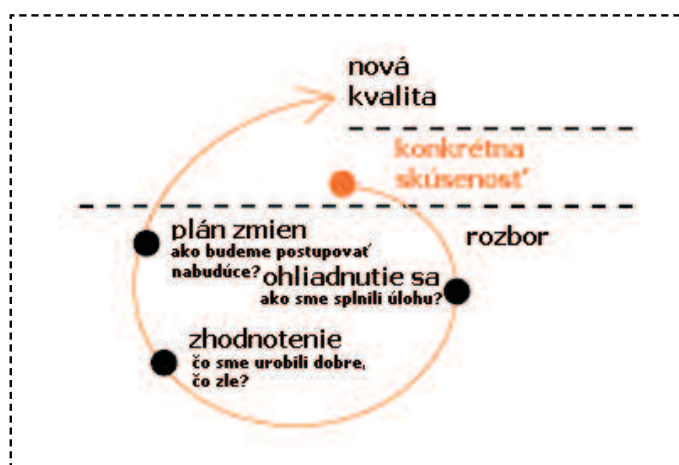 nová
kvalita
konkrétna
skúsenosť
rozbor
plán zmien
ako budeme postupovať
nabudúce?
ohliadnutie sa
ako sme splnili úlohu?
zhodnotenie
čo sme urobili dobre,
čo zle?